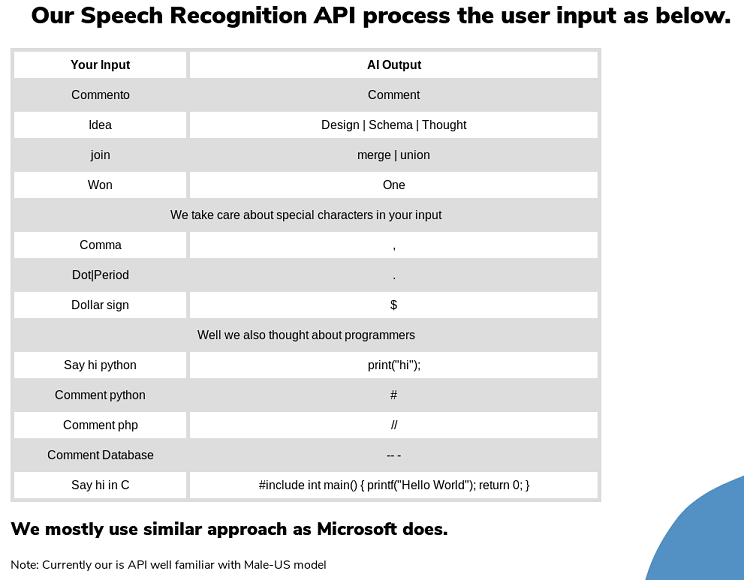 Our Speech Recognition API process the user input as below.
Your Input AI Output
Commento Comment
Idea Design | Schema | Thought
join merge | union
Won One
We take care about special characters in your input
Comma ,
Dot|Period .
Dollar sign $
Well we also thought about programmers
Say hi python print("hi");
Comment python #
Comment php //
Comment Database -- -
Say hi in C #include int main() { printf("Hello World"); return 0; }
We mostly use similar approach as Microsoft does.
Note: Currently our is API well familiar with Male-US model